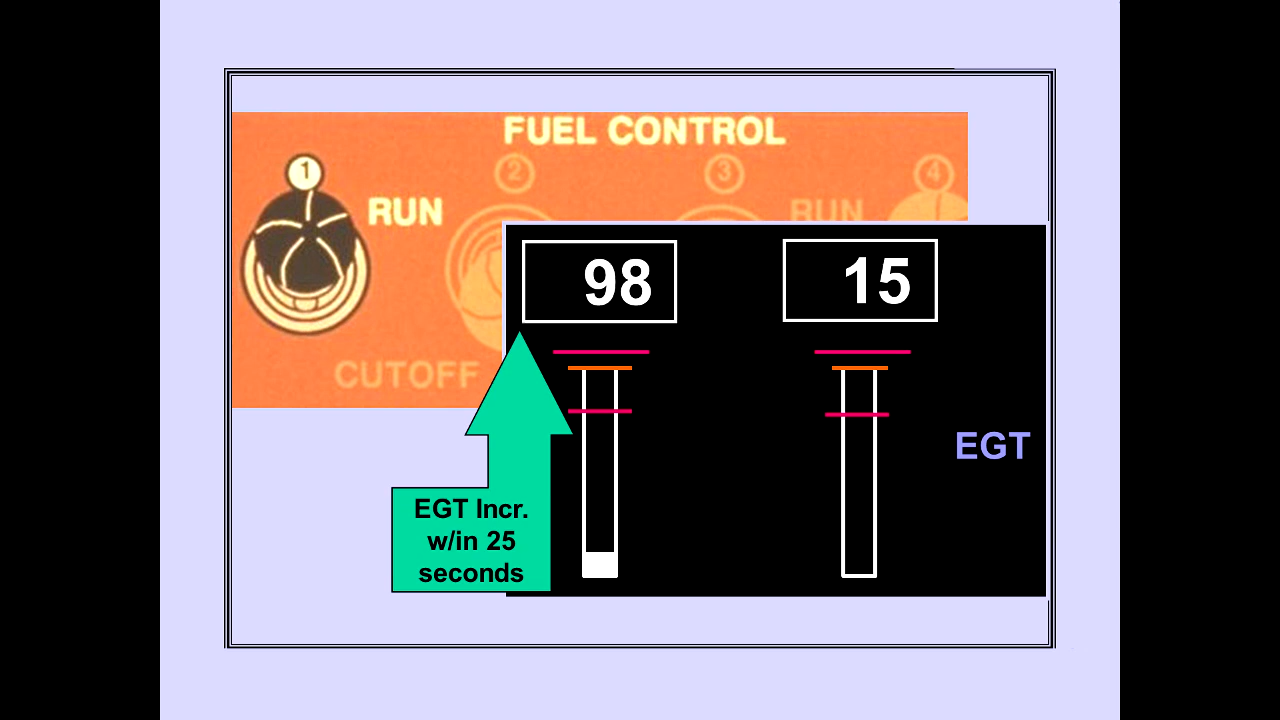 FUEL CONTROL
1 2 3 4
RUN RUN
98 15
CUTOFF
EGT
EGT Incr.
w/in 25
seconds